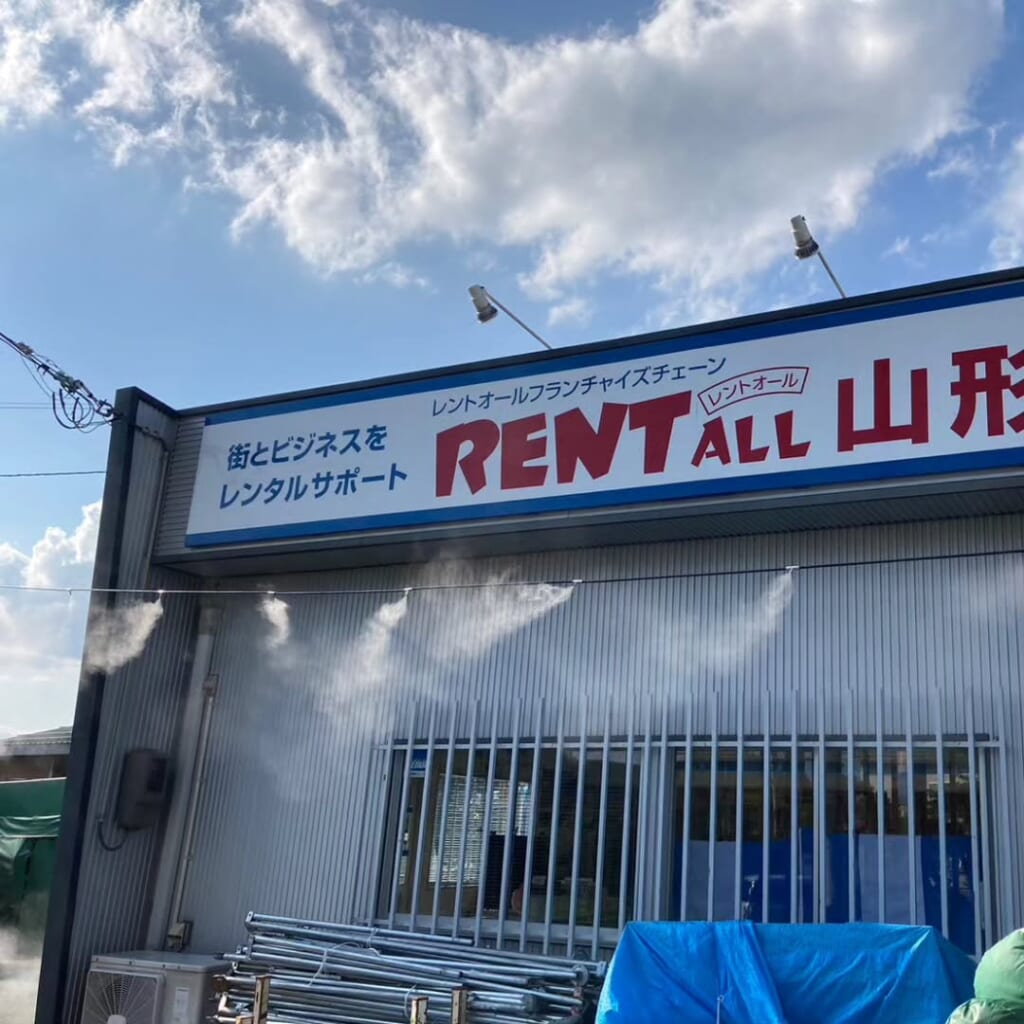 街とビジネスを
レンタルサポート
レントオールフランチャイズチェーン
RENT ALL 山形
レントオール